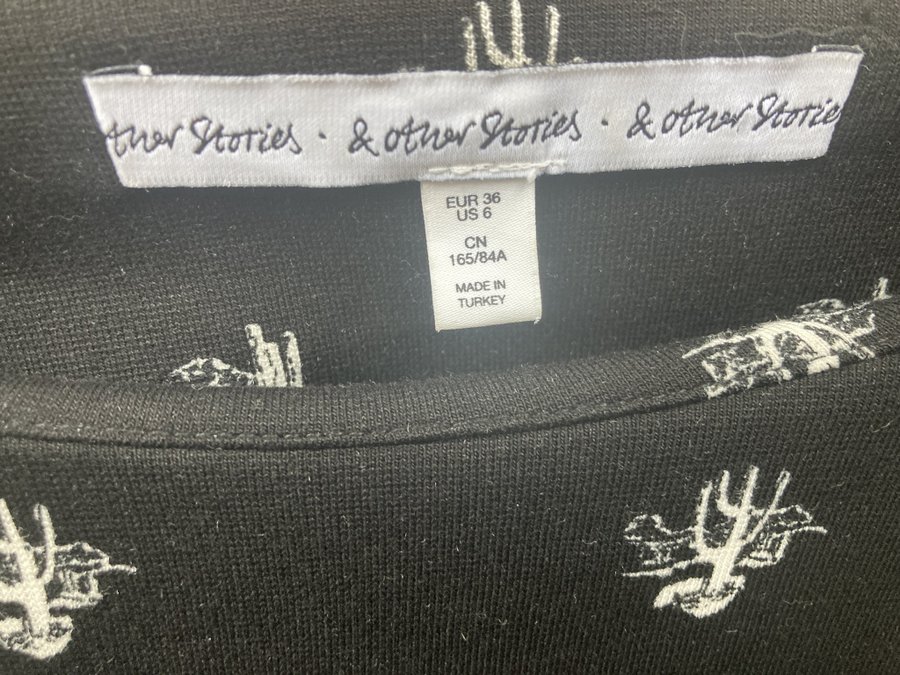 other Stories · & other Stories · & other Storie
EUR 36
US 6
CN
165/84A
MADE IN
TURKEY